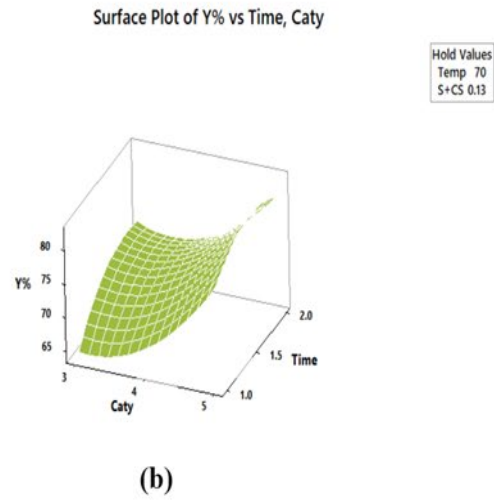 Surface Plot of Y% vs Time, Caty
Hold Values
Temp 70
S+CS 0.13
80
75
Y%
70
65
3
4
5
Caty
1.0
1.5
2.0
Time
(b)